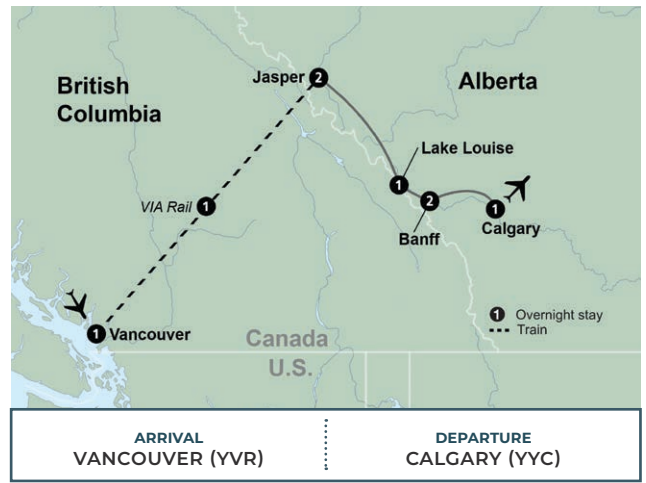 British
Columbia
Jasper 2
Alberta
Lake Louise
1
VIA Rail 1
2
Banff
1
Calgary
1 Vancouver
Canada
U.S.
1 Overnight stay
Train
ARRIVAL
VANCOUVER (YVR)
DEPARTURE
CALGARY (YYC)